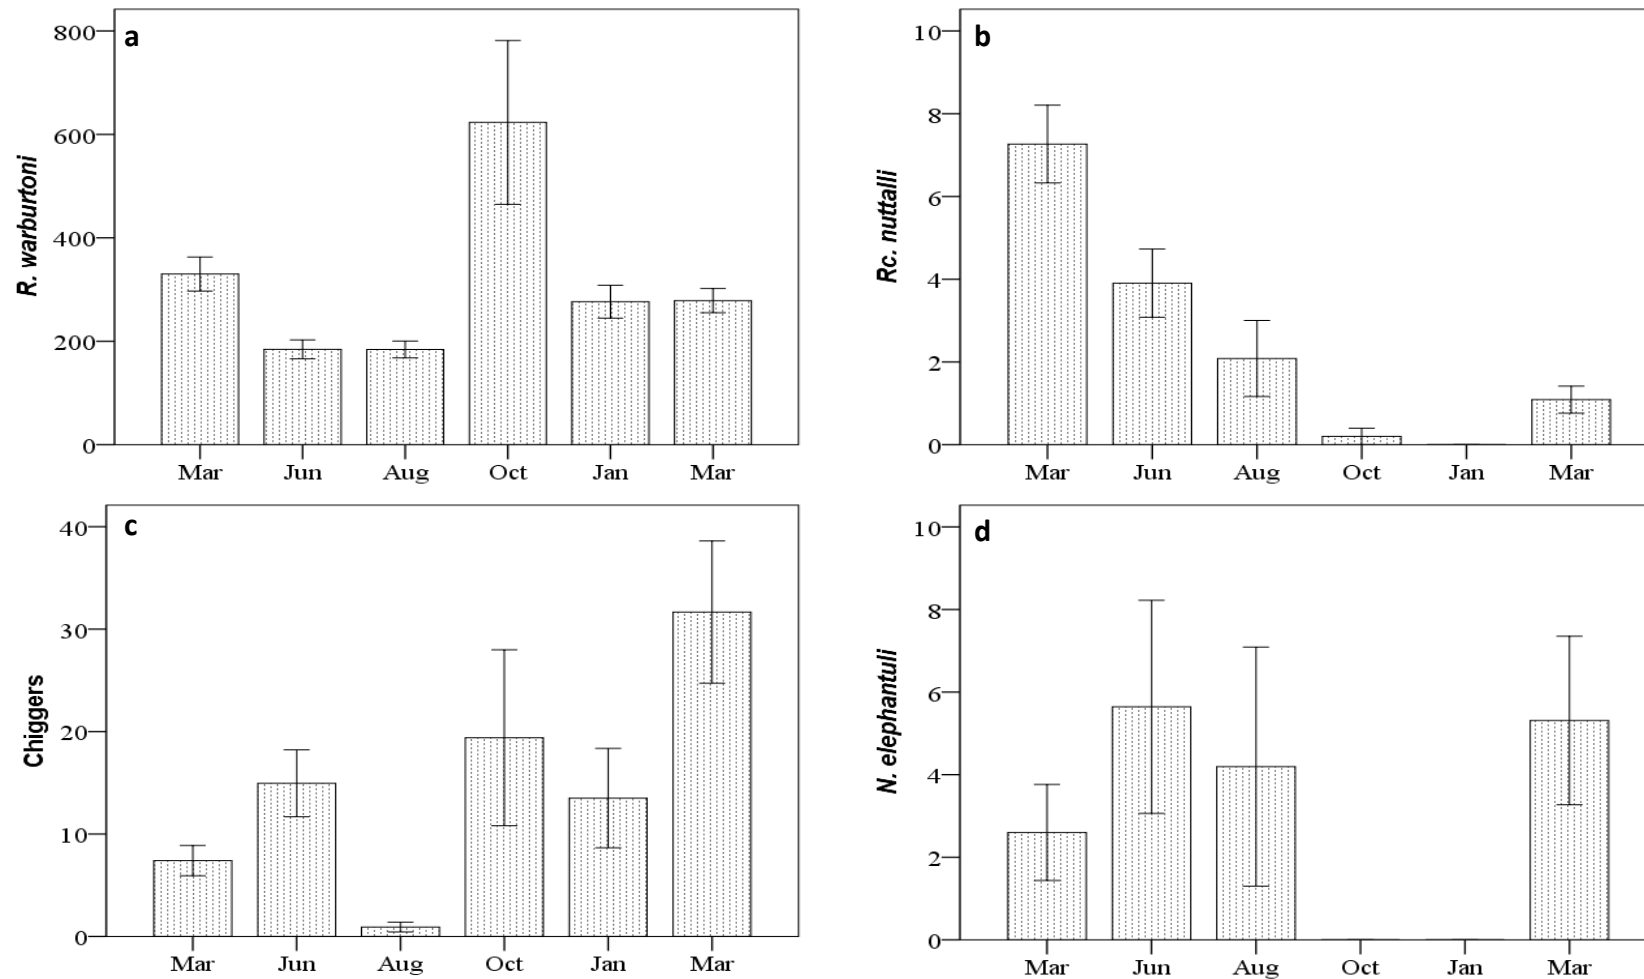 a
R. warburtoni
800
600
400
200
0
Mar Jun Aug Oct Jan Mar
b
Rc. nuttalli
10
8
6
4
2
0
Mar Jun Aug Oct Jan Mar
c
Chiggers
40
30
20
10
0
Mar Jun Aug Oct Jan Mar
d
N. elephantuli
10
8
6
4
2
0
Mar Jun Aug Oct Jan Mar